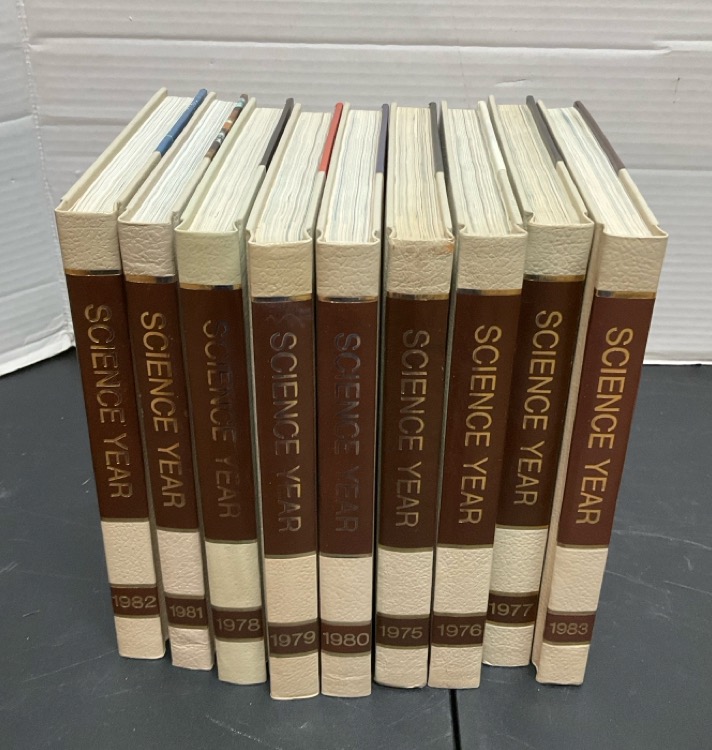 SCIENCE YEAR
1982
SCIENCE YEAR
1981
SCIENCE YEAR
1978
SCIENCE YEAR
1979
SCIENCE YEAR
1980
SCIENCE YEAR
1975
SCIENCE YEAR
1976
SCIENCE YEAR
1977
SCIENCE YEAR
1983